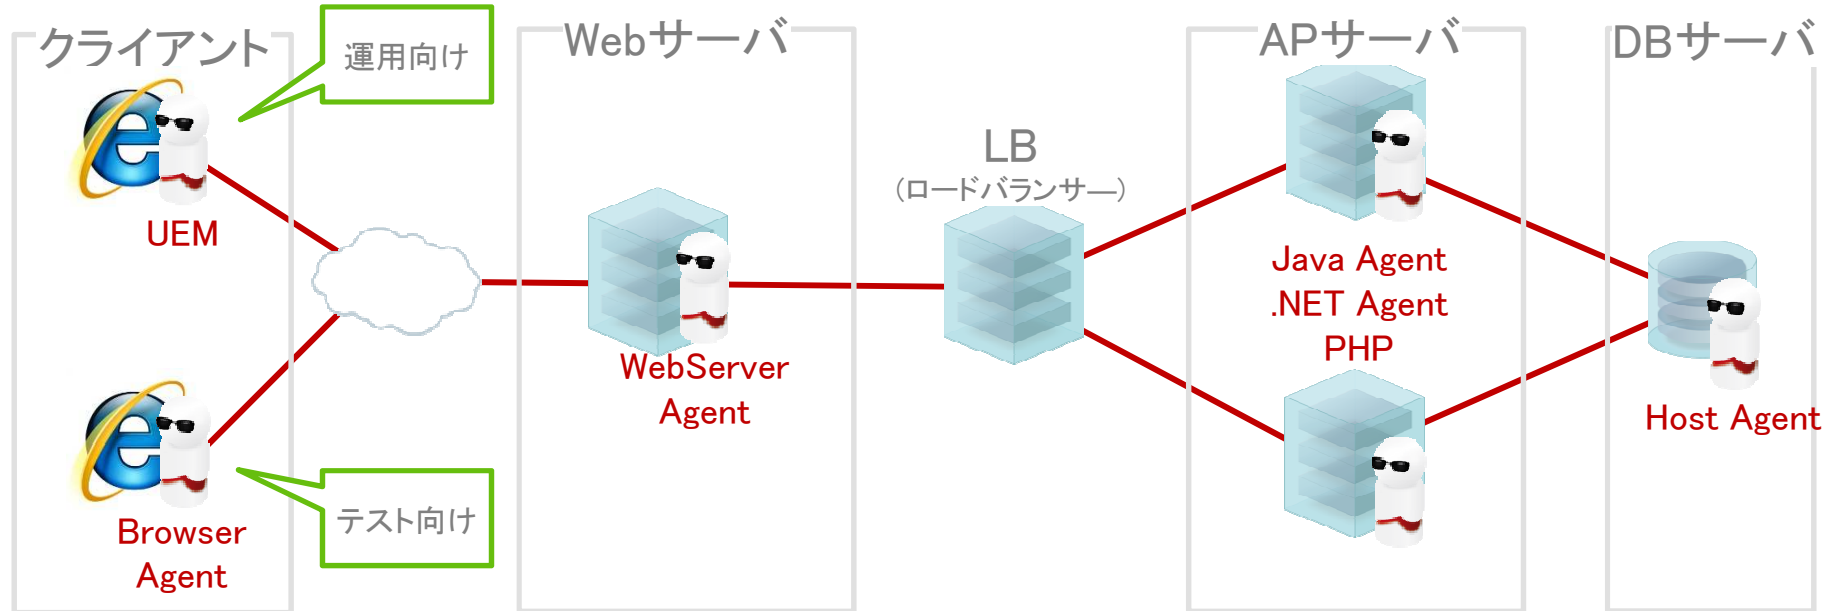 クライアント
運用向け
UEM
テスト向け
Browser
Agent
Webサーバ
WebServer
Agent
LB
(ロードバランサー)
APサーバ
Java Agent
.NET Agent
PHP
DBサーバ
Host Agent